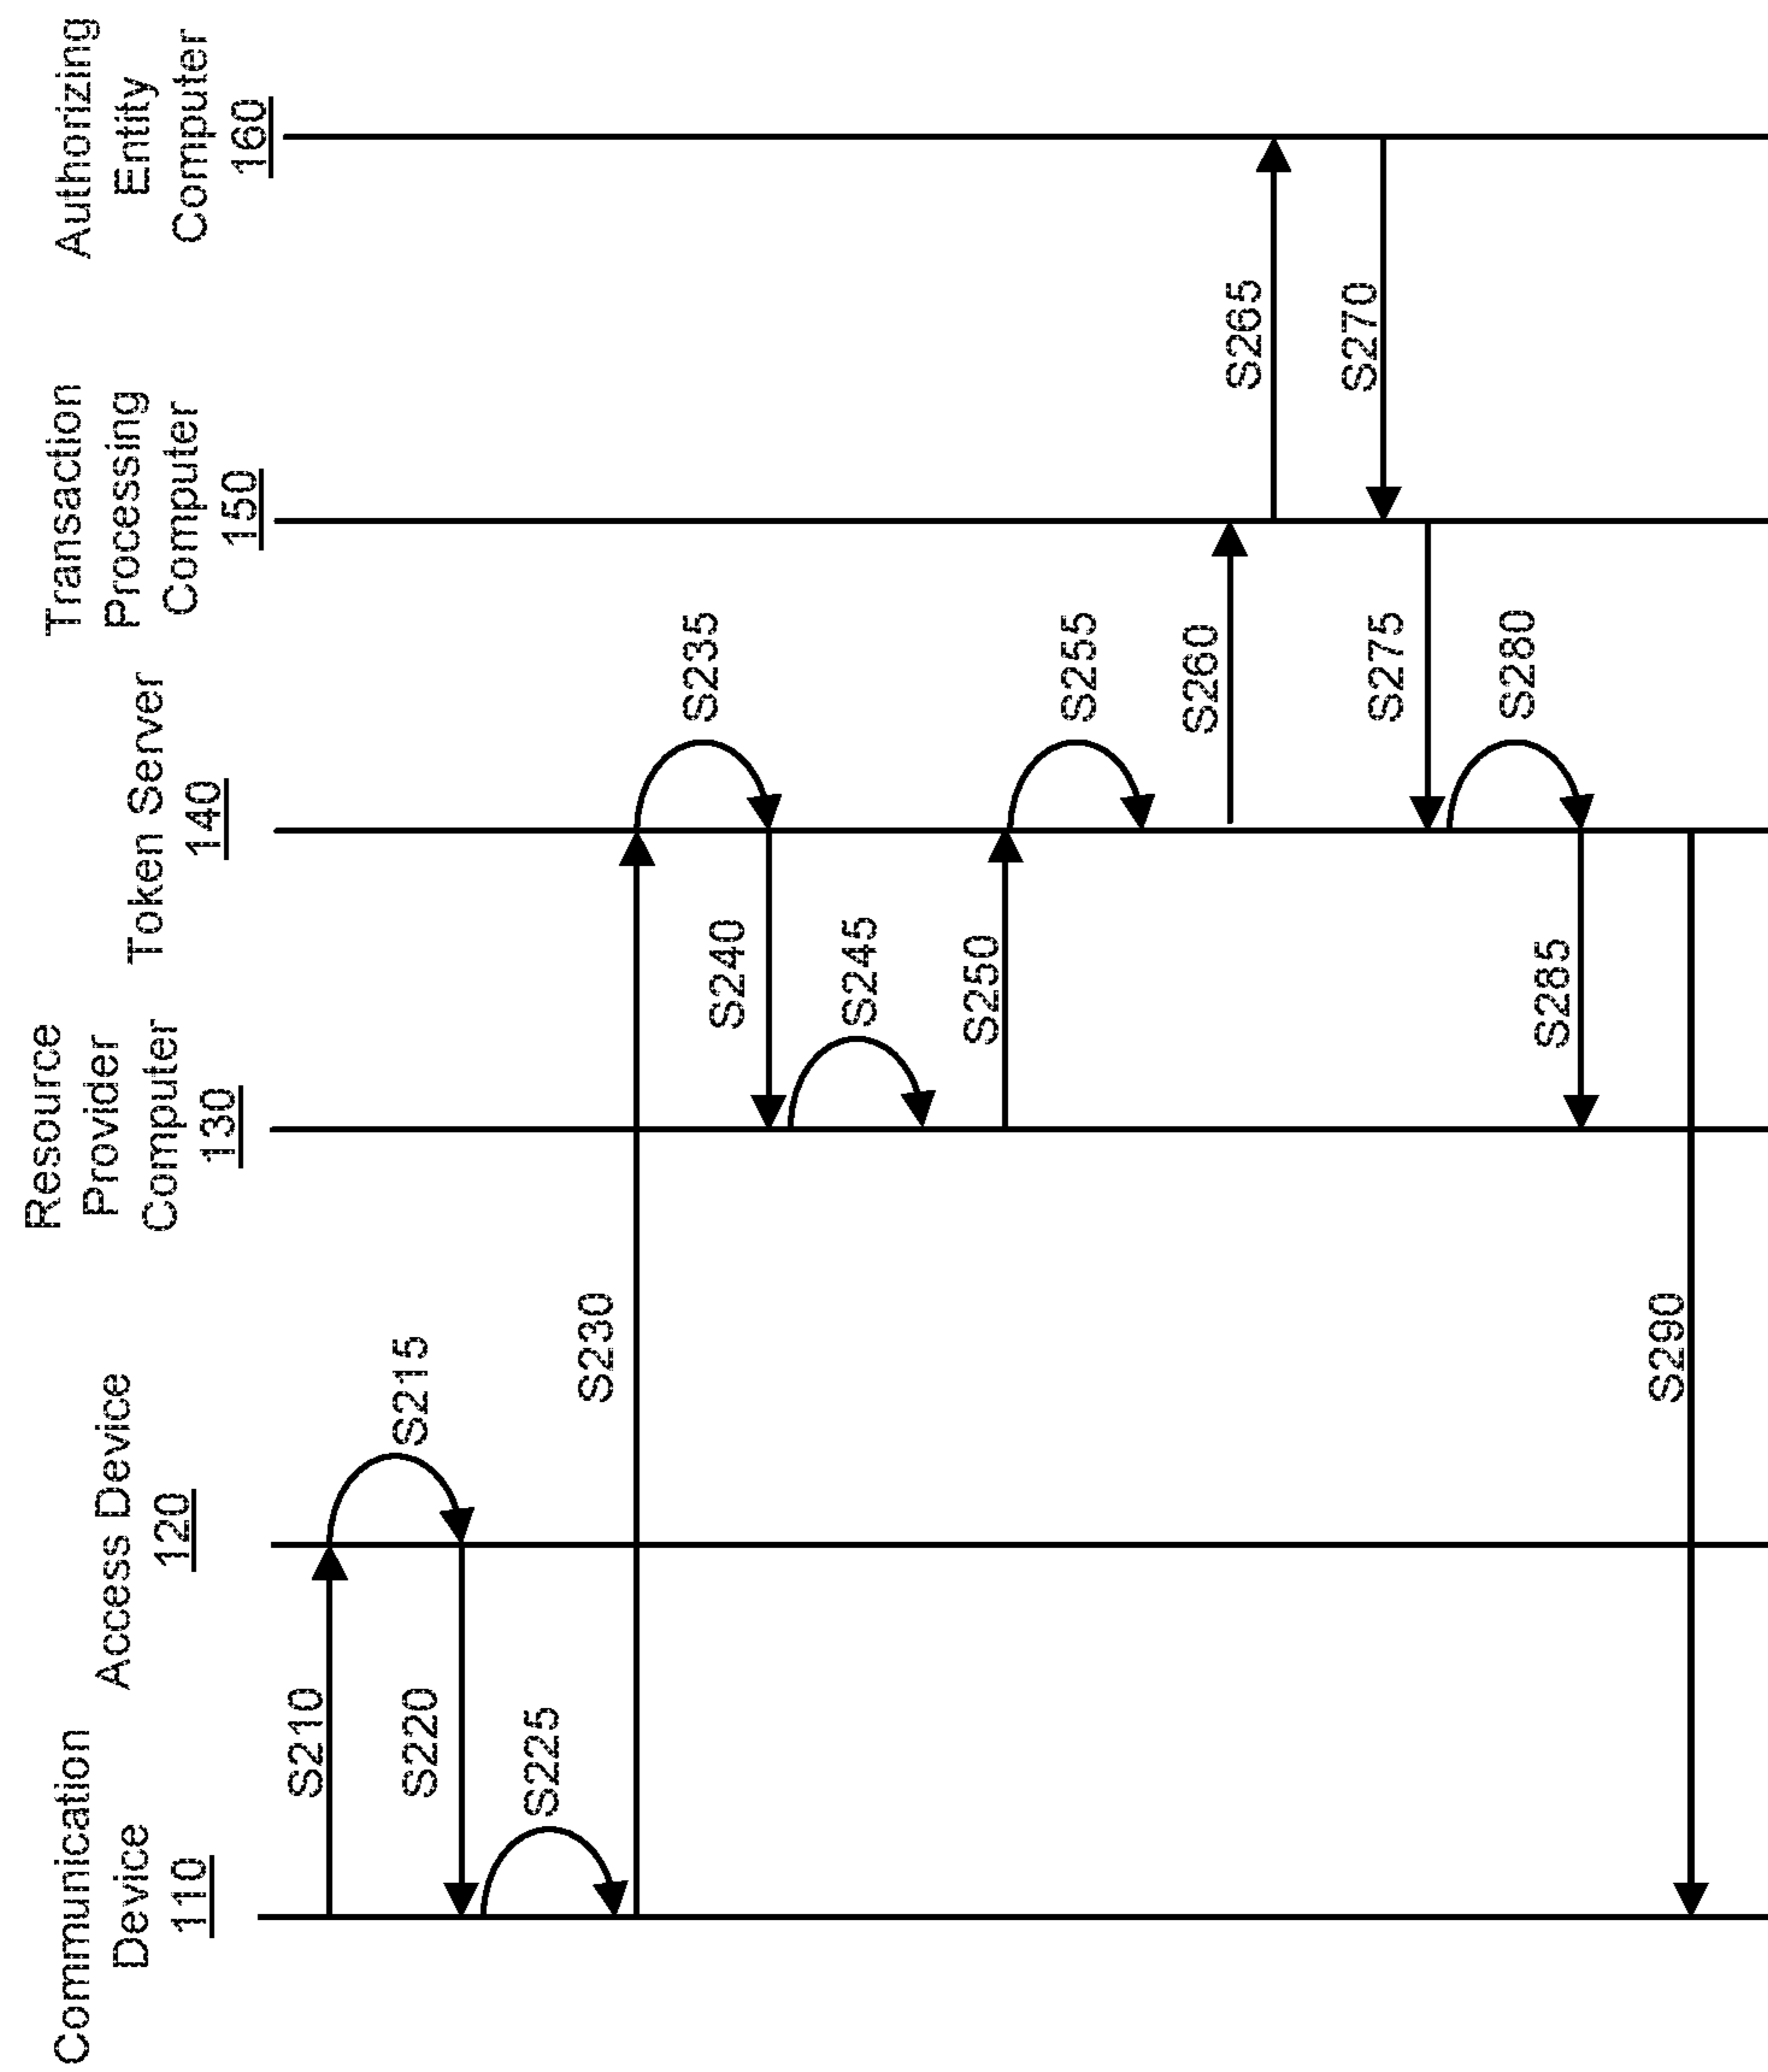 Communication
Device
110
Access Device
120
Resource
Provider
Computer
130
Token Server
140
Transaction
Processing
Computer
150
Authorizing
Entity
Computer
160
S210
S215
S220
S225
S230
S235
S240
S245
S250
S255
S260
S265
S270
S275
S280
S285
S290